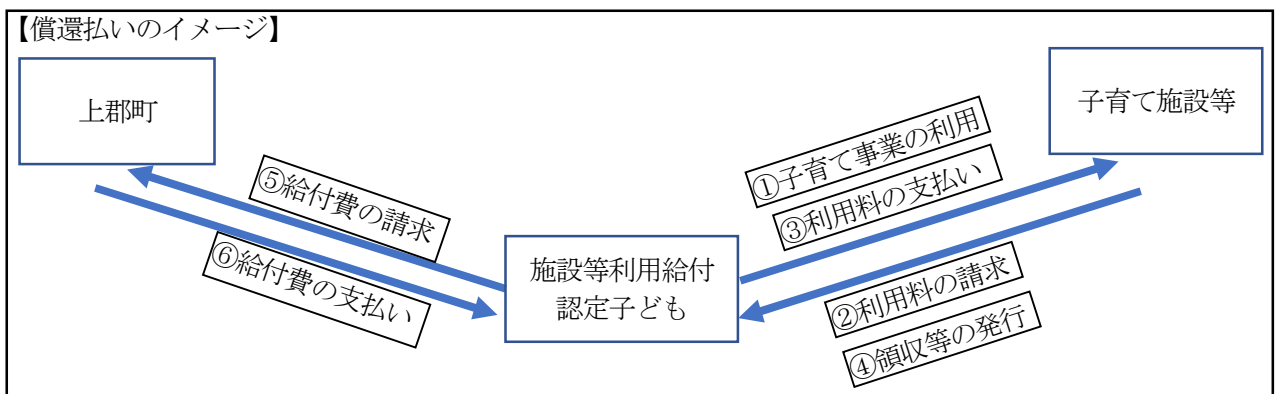 【償還払いのイメージ】
上郡町
子育て施設等
①子育て事業の利用
③利用料の支払い
⑤給付費の請求
⑥給付費の支払い
施設等利用給付
認定子ども
②利用料の請求
④領収等の発行